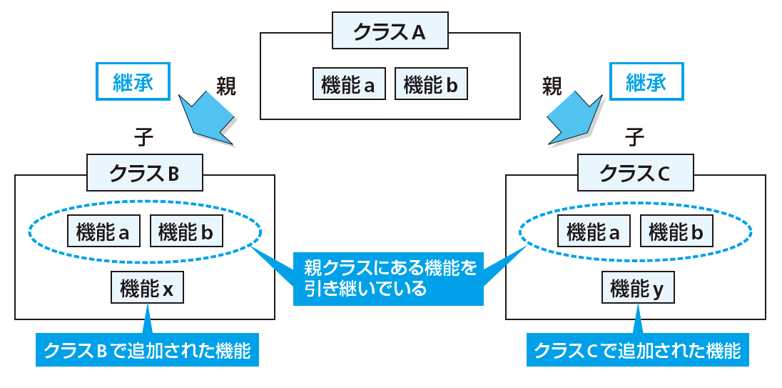 クラスA
機能a
機能b
継承
親
子
親
継承
子
クラスB
機能a
機能b
機能x
クラスC
機能a
機能b
機能y
親クラスにある機能を
引き継いでいる
クラスBで追加された機能
クラスCで追加された機能